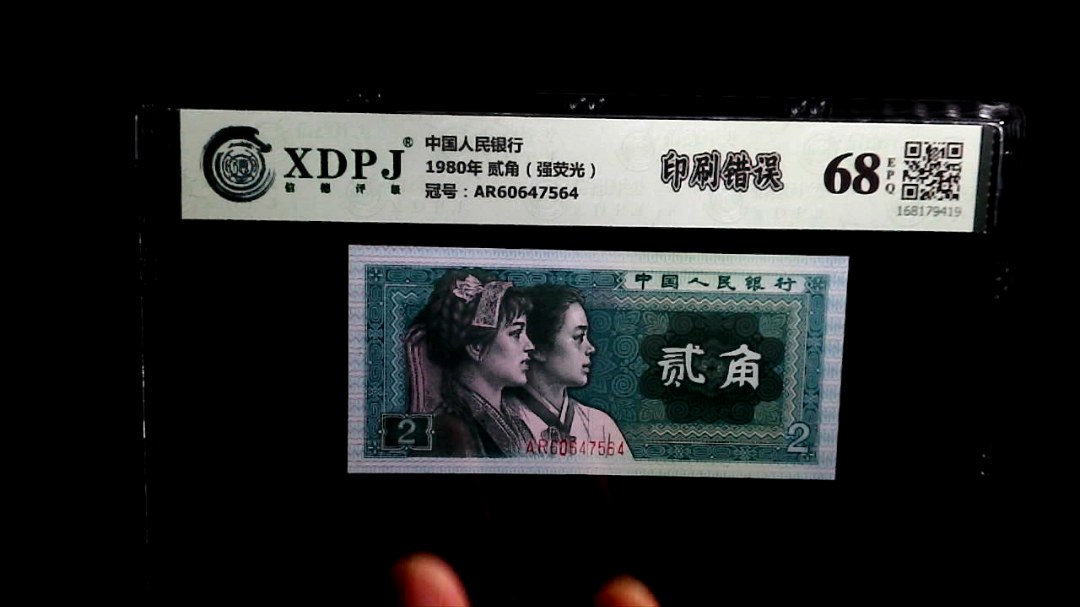 XDPJ®
信德评级
中国人民银行
1980年 贰角（强荧光）
冠号：AR60647564
印刷错误
68
EPQ
168179419
中国人民银行
贰角
2
AR60647564
2